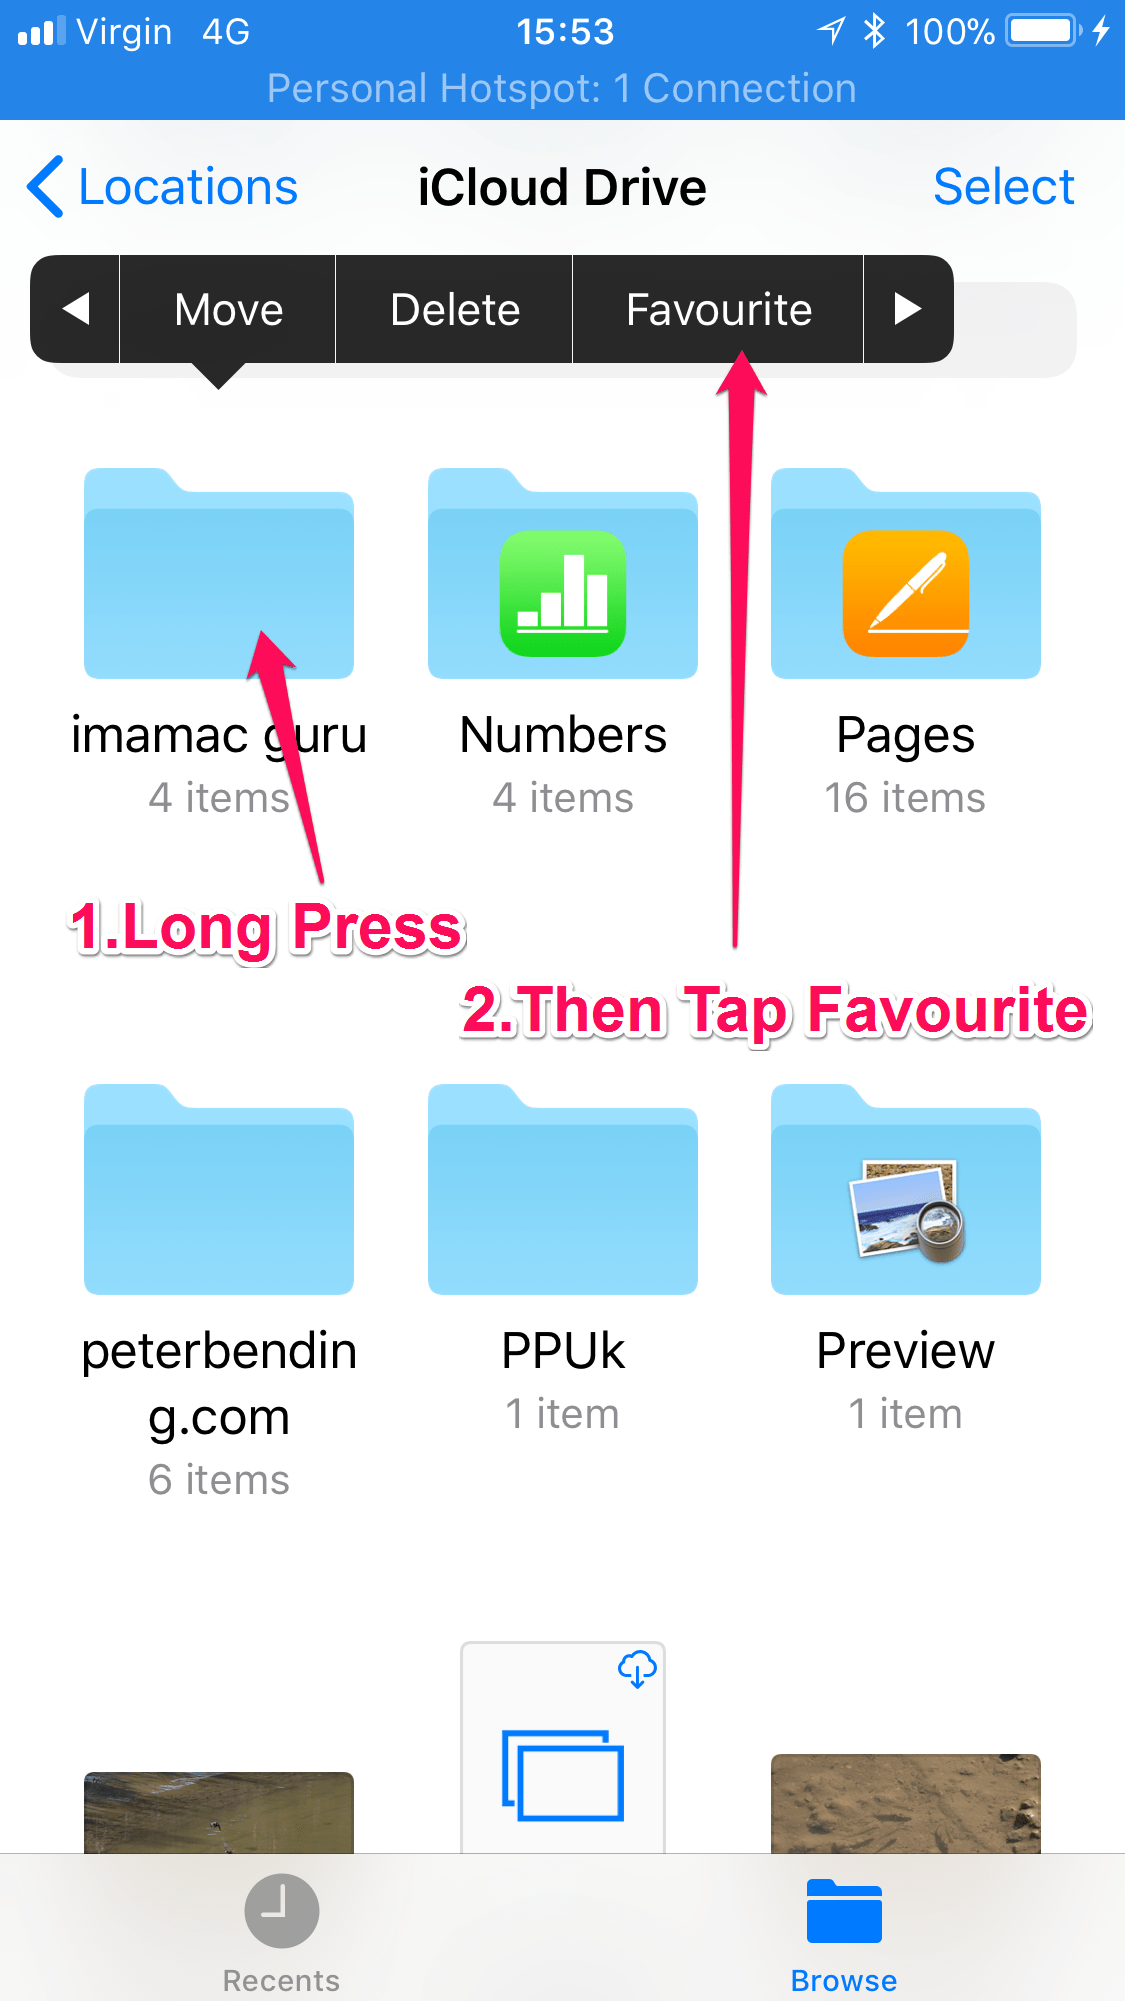 Virgin 4G 15:53 100%
Personal Hotspot: 1 Connection
Locations iCloud Drive Select
Move Delete Favourite
imamac guru Numbers Pages
4 items 4 items 16 items
1.Long Press
2.Then Tap Favourite
peterbendin PPUk Preview
g.com 1 item 1 item
6 items
Recents Browse